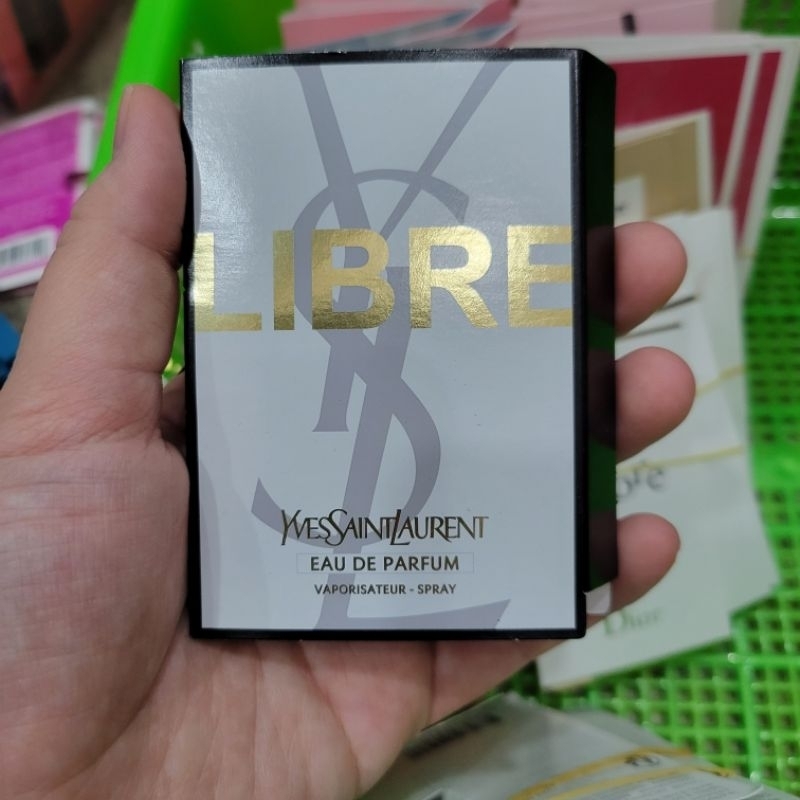 LIBRE
YVESSAINTLAURENT
EAU DE PARFUM
VAPORISATEUR - SPRAY
Dior